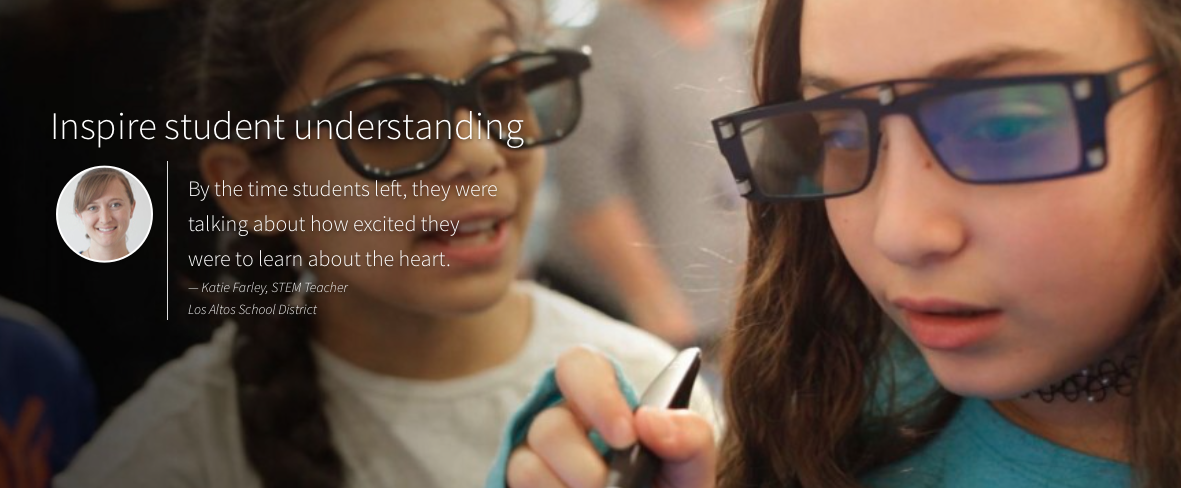 Inspire student understanding
By the time students left, they were
talking about how excited they
were to learn about the heart.
— Katie Farley, STEM Teacher
Los Altos School District